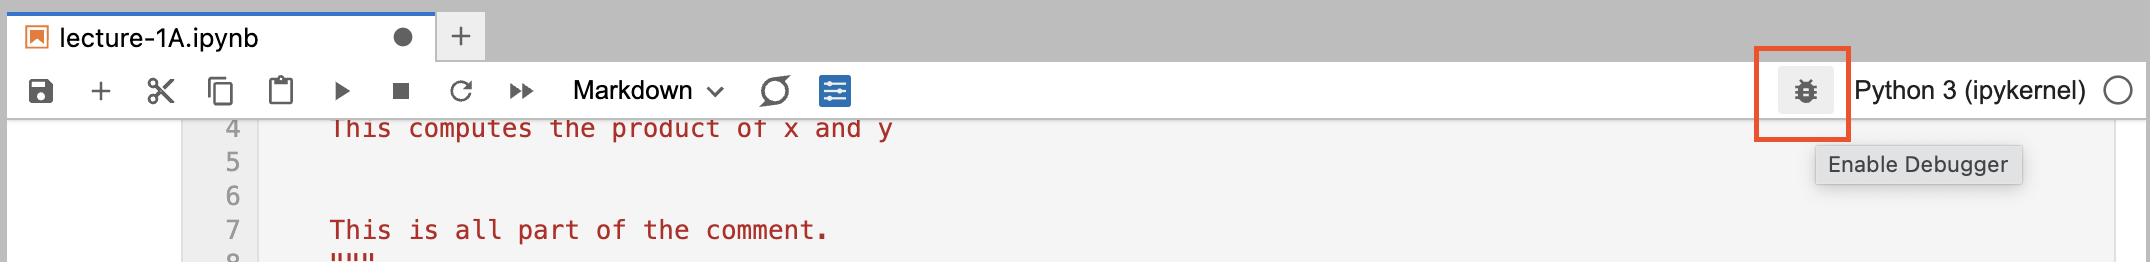 lecture-1A.ipynb
Markdown
Python 3 (ipykernel)
Enable Debugger
4 This computes the product of x and y
5
6
7 This is all part of the comment.
8 """